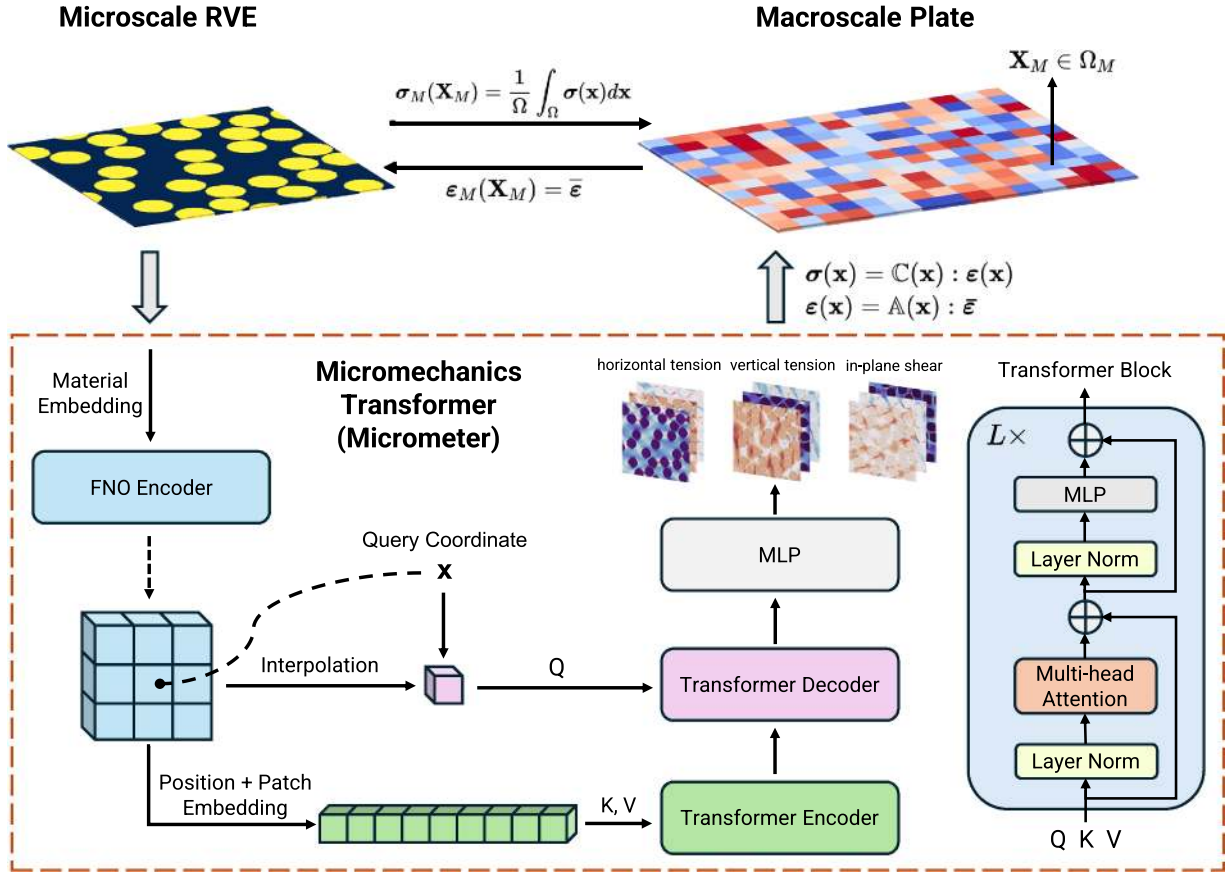 Microscale RVE
Macroscale Plate
𝝈_M(𝐗_M) = 1/Ω ∫_Ω 𝝈(𝐱)d𝐱
𝜺_M(𝐗_M) = 𝜺̅
𝐗_M ∈ Ω_M
𝝈(𝐱) = ℂ(𝐱) : 𝜺(𝐱)
𝜺(𝐱) = 𝔸(𝐱) : 𝜺̅
Material
Embedding
Micromechanics
Transformer
(Micrometer)
horizontal tension
vertical tension
in-plane shear
Transformer Block
L×
FNO Encoder
MLP
Layer Norm
Query Coordinate
x
MLP
Interpolation
Q
Transformer Decoder
Multi-head
Attention
Layer Norm
Position + Patch
Embedding
K, V
Transformer Encoder
Q K V